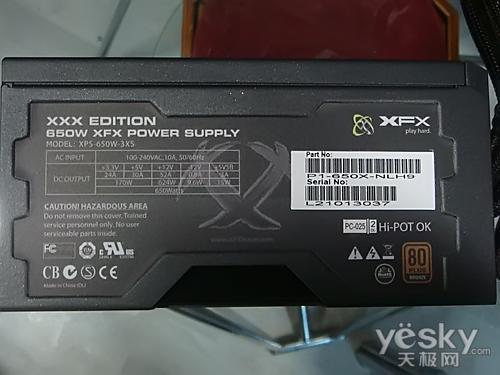 XXX EDITION
650W XFX POWER SUPPLY
MODEL: XPS-650W-3XS
AC INPUT 100-240VAC,10A, 50/60Hz
DC OUTPUT +3.3V +5V +12V -12V +5VSB
24A 30A 52A 0.8A 3A
170W 624W 9.6W 15W
650Watts
CAUTION! HAZARDOUS AREA
Do not remove this cover. Trained
service personnel only. No user
serviceable parts inside.
Made in China
XFX
play hard.
Part No:
P1-650X-NLH9
Serial No:
L21013037
PC-025
Hi-POT OK
80
PLUS
BRONZE
yesky
.com
天极网